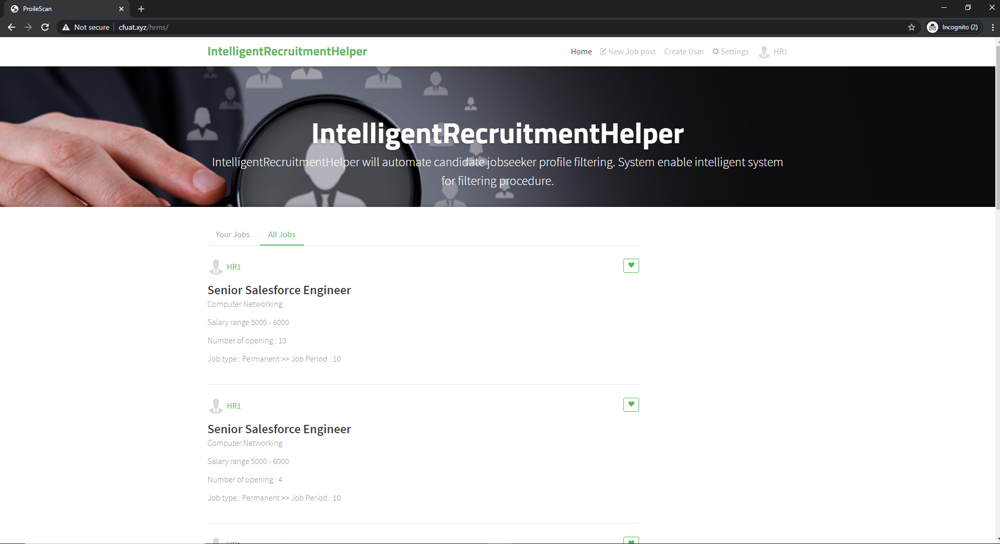 ProileScan
Not secure
cfuat.xyz/hrms/
Incognito (2)
IntelligentRecruitmentHelper
Home
New Job post
Create User
Settings
HR1
IntelligentRecruitmentHelper
IntelligentRecruitmentHelper will automate candidate jobseeker profile filtering. System enable intelligent system
for filtering procedure.
Your Jobs
All Jobs
HR1
Senior Salesforce Engineer
Computer Networking
Salary range 5000 - 6000
Number of opening : 13
Job type : Permanent >> Job Period : 10
HR1
Senior Salesforce Engineer
Computer Networking
Salary range 5000 - 6000
Number of opening : 4
Job type : Permanent >> Job Period : 10
HR1